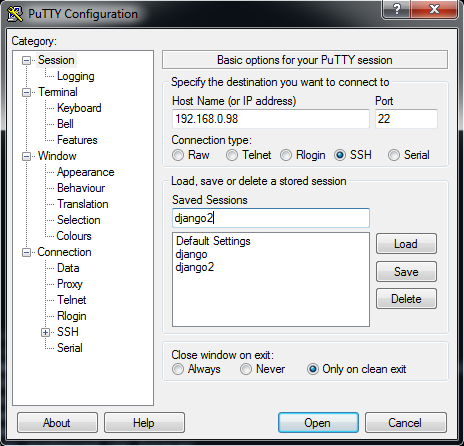 PuTTY Configuration
Category:
Session
Logging
Terminal
Keyboard
Bell
Features
Window
Appearance
Behaviour
Translation
Selection
Colours
Connection
Data
Proxy
Telnet
Rlogin
SSH
Serial
Basic options for your PuTTY session
Specify the destination you want to connect to
Host Name (or IP address) Port
192.168.0.98 22
Connection type:
Raw Telnet Rlogin SSH Serial
Load, save or delete a stored session
Saved Sessions
django2
Default Settings
django
django2
Load
Save
Delete
Close window on exit:
Always Never Only on clean exit
About Help Open Cancel